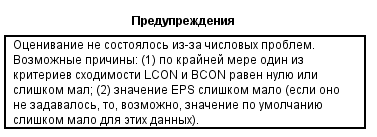 Предупреждения
Оценивание не состоялось из-за числовых проблем.
Возможные причины: (1) по крайней мере один из
критериев сходимости LCON и BCON равен нулю или
слишком мал; (2) значение EPS слишком мало (если оно
не задавалось, то, возможно, значение по умолчанию
слишком мало для этих данных).